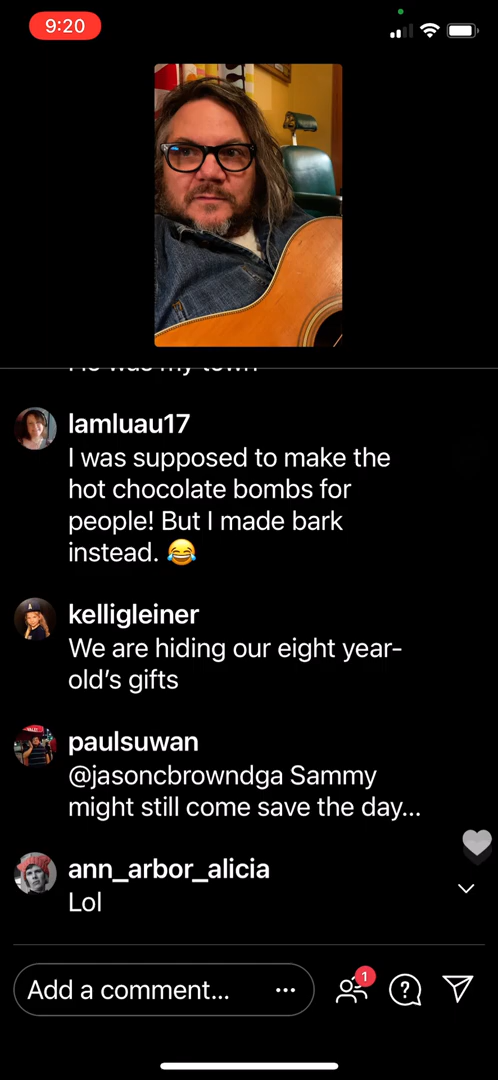 9:20
lamluau17
I was supposed to make the
hot chocolate bombs for
people! But I made bark
instead. 😂
kelligleiner
We are hiding our eight year-
old’s gifts
paulsuwan
@jasoncbrowndga Sammy
might still come save the day...
ann_arbor_alicia
Lol
Add a comment...
1